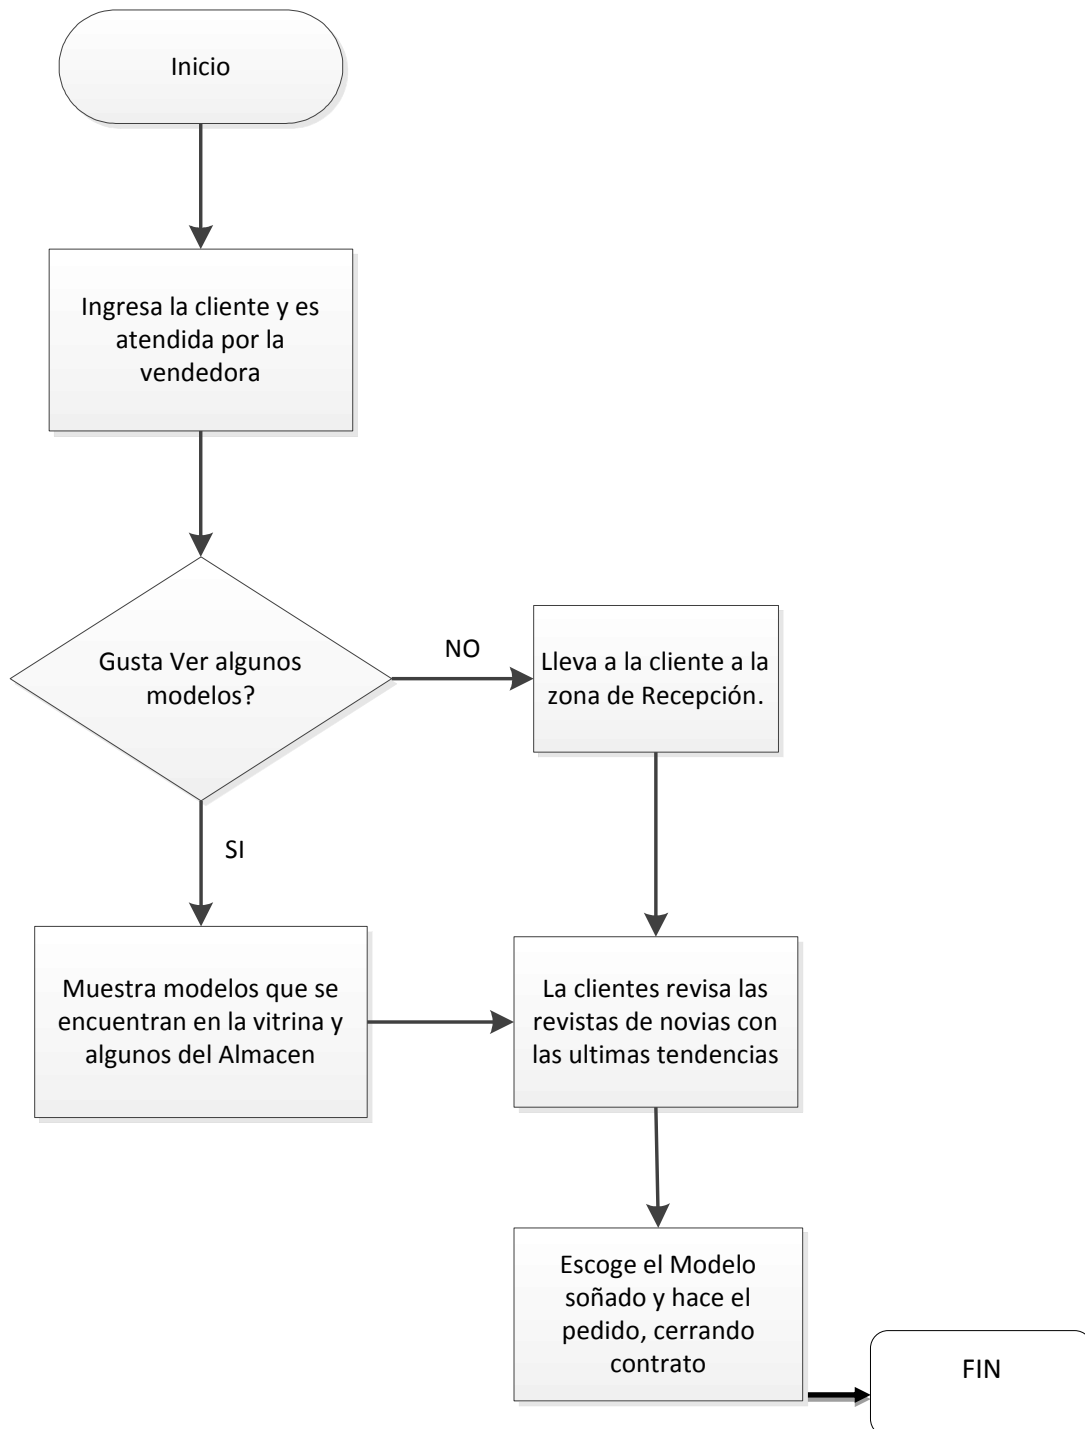 Inicio
Ingresa la cliente y es
atendida por la
vendedora
Gusta Ver algunos
modelos?
NO
Lleva a la cliente a la
zona de Recepción.
SI
Muestra modelos que se
encuentran en la vitrina y
algunos del Almacen
La clientes revisa las
revistas de novias con
las ultimas tendencias
Escoge el Modelo
soñado y hace el
pedido, cerrando
contrato
FIN